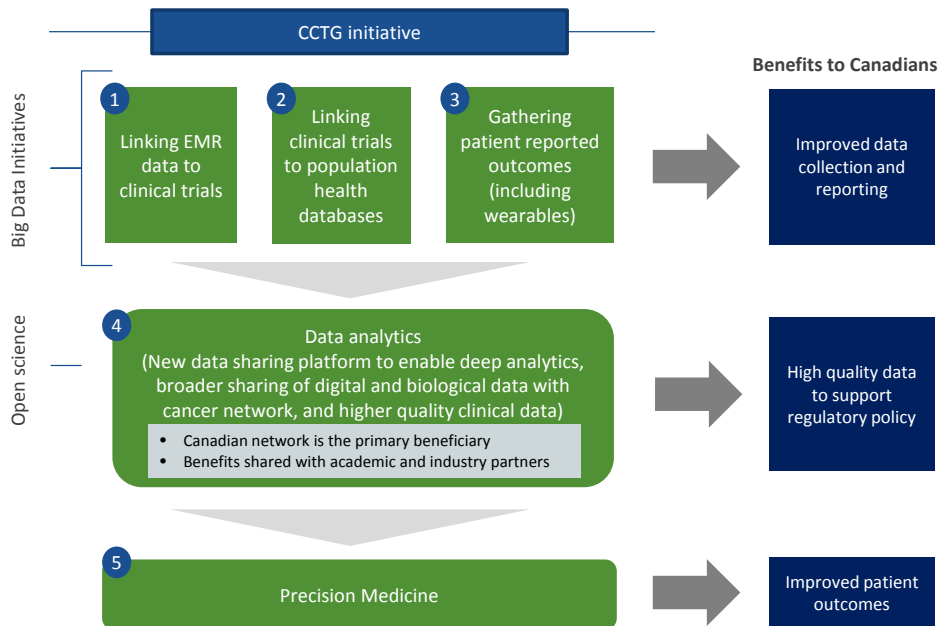 CCTG initiative
Benefits to Canadians
Big Data Initiatives
1
Linking EMR
data to
clinical trials
2
Linking
clinical trials
to population
health
databases
3
Gathering
patient reported
outcomes
(including
wearables)
Improved data
collection and
reporting
Open science
4
Data analytics
(New data sharing platform to enable deep analytics,
broader sharing of digital and biological data with
cancer network, and higher quality clinical data)
• Canadian network is the primary beneficiary
• Benefits shared with academic and industry partners
High quality data
to support
regulatory policy
5
Precision Medicine
Improved patient
outcomes